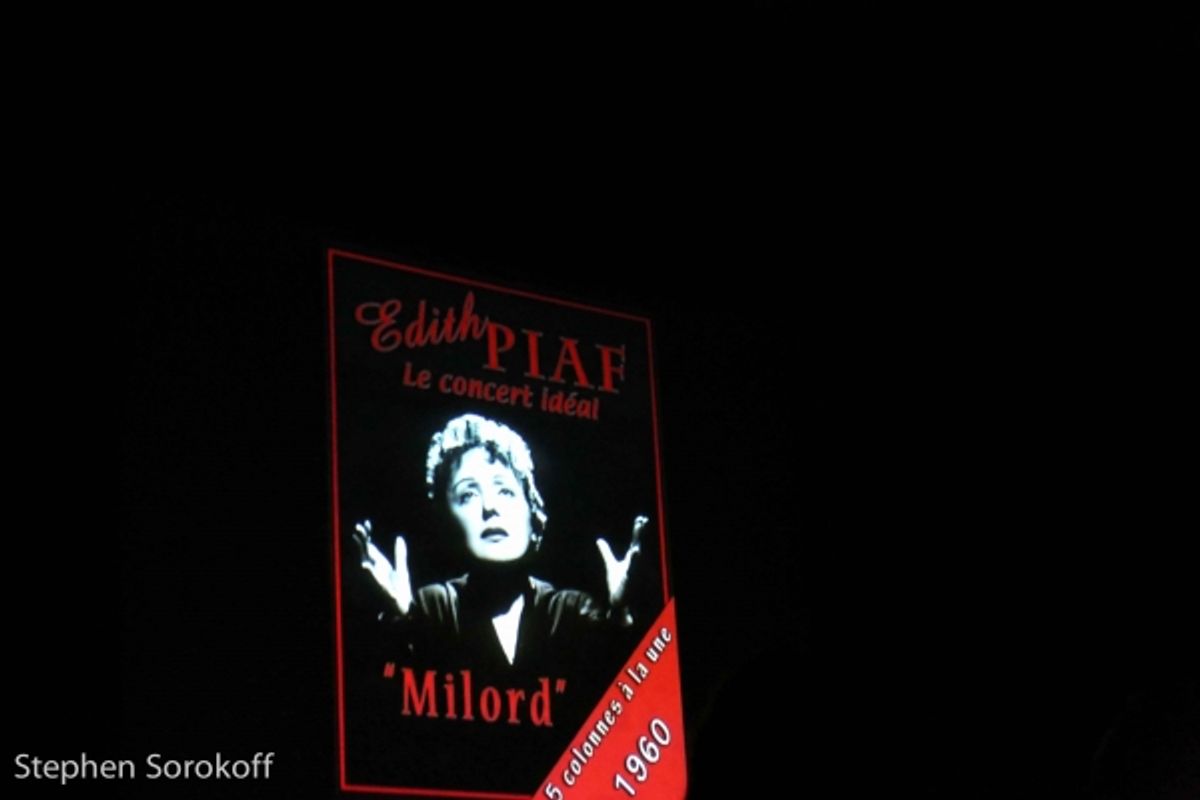 Edith PIAF
Le concert idéal
"Milord"
5 colonnes à la une
1960
Stephen Sorokoff